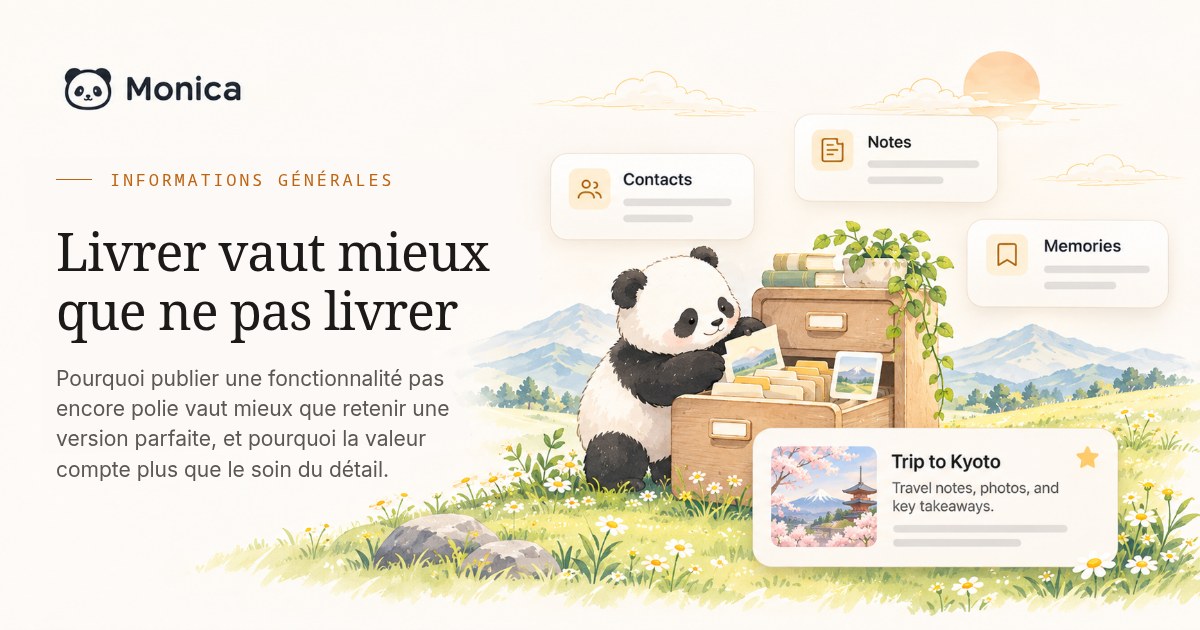 Monica
INFORMATIONS GÉNÉRALES
Livrer vaut mieux
que ne pas livrer
Pourquoi publier une fonctionnalité pas
encore polie vaut mieux que retenir une
version parfaite, et pourquoi la valeur
compte plus que le soin du détail.
Contacts
Notes
Memories
Trip to Kyoto
Travel notes, photos, and
key takeaways.